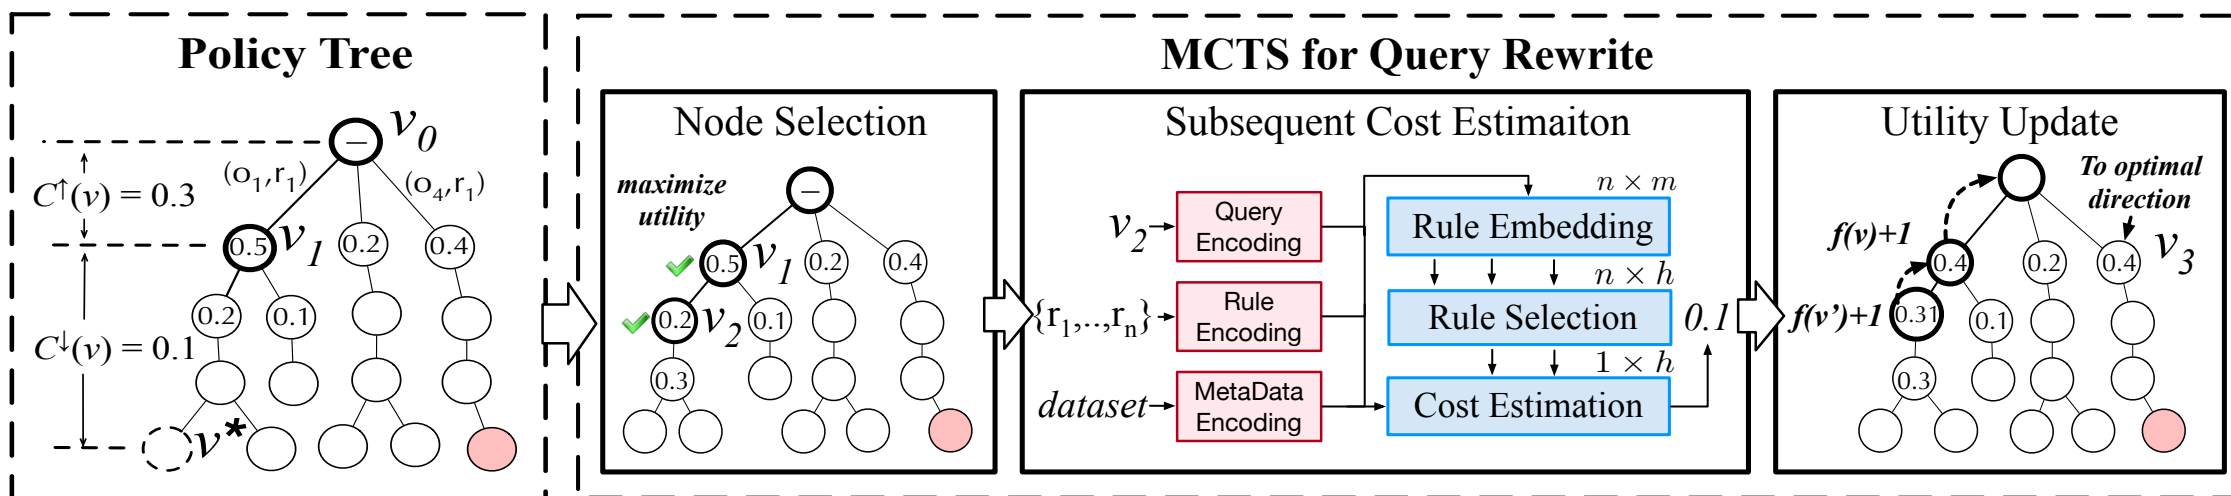 Policy Tree
v0
–
(o1,r1)
(o4,r1)
C↑(v) = 0.3
0.5
v1
0.2
0.4
0.2
0.1
C↓(v) = 0.1
v*
MCTS for Query Rewrite
Node Selection
maximize
utility
–
0.5
v1
0.2
0.4
0.2
v2
0.1
0.3
Subsequent Cost Estimaiton
v2
Query
Encoding
{r1,..,rn}
Rule
Encoding
dataset
MetaData
Encoding
n × m
Rule Embedding
n × h
Rule Selection
1 × h
Cost Estimation
0.1
Utility Update
To optimal
direction
f(v)+1
0.4
0.2
0.4
v3
f(v')+1
0.31
0.1
0.3